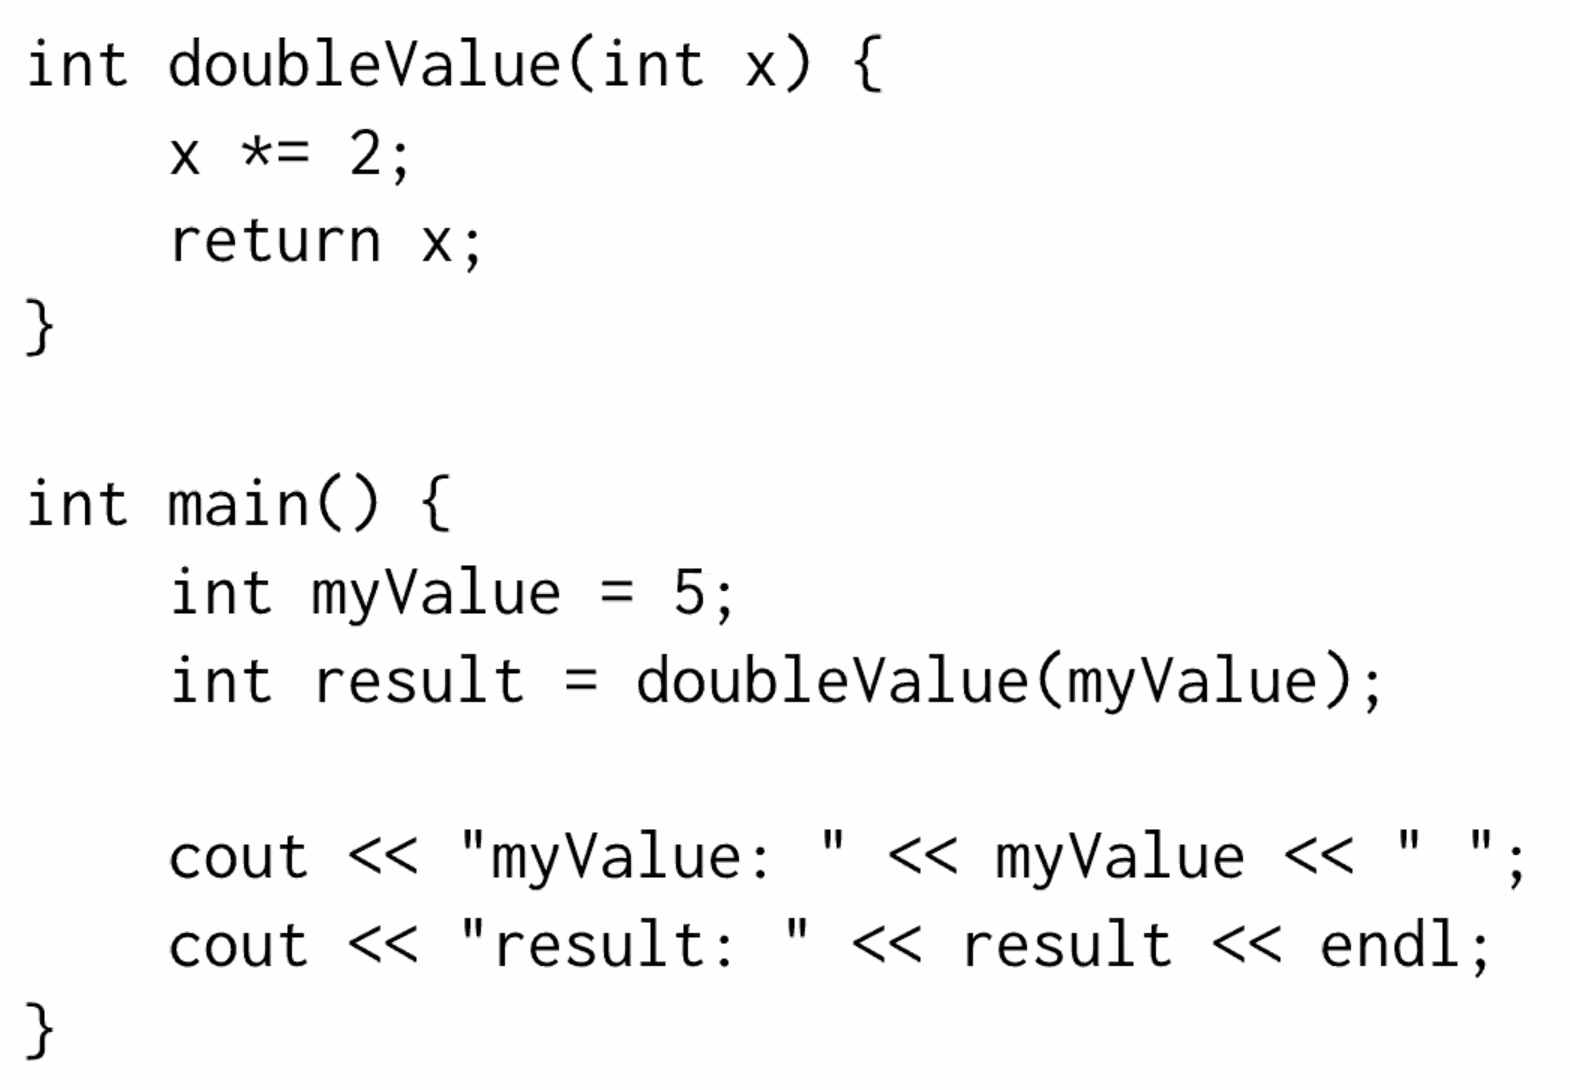 int doubleValue(int x) {
    x *= 2;
    return x;
}

int main() {
    int myValue = 5;
    int result = doubleValue(myValue);

    cout << "myValue: " << myValue << " ";
    cout << "result: " << result << endl;
}